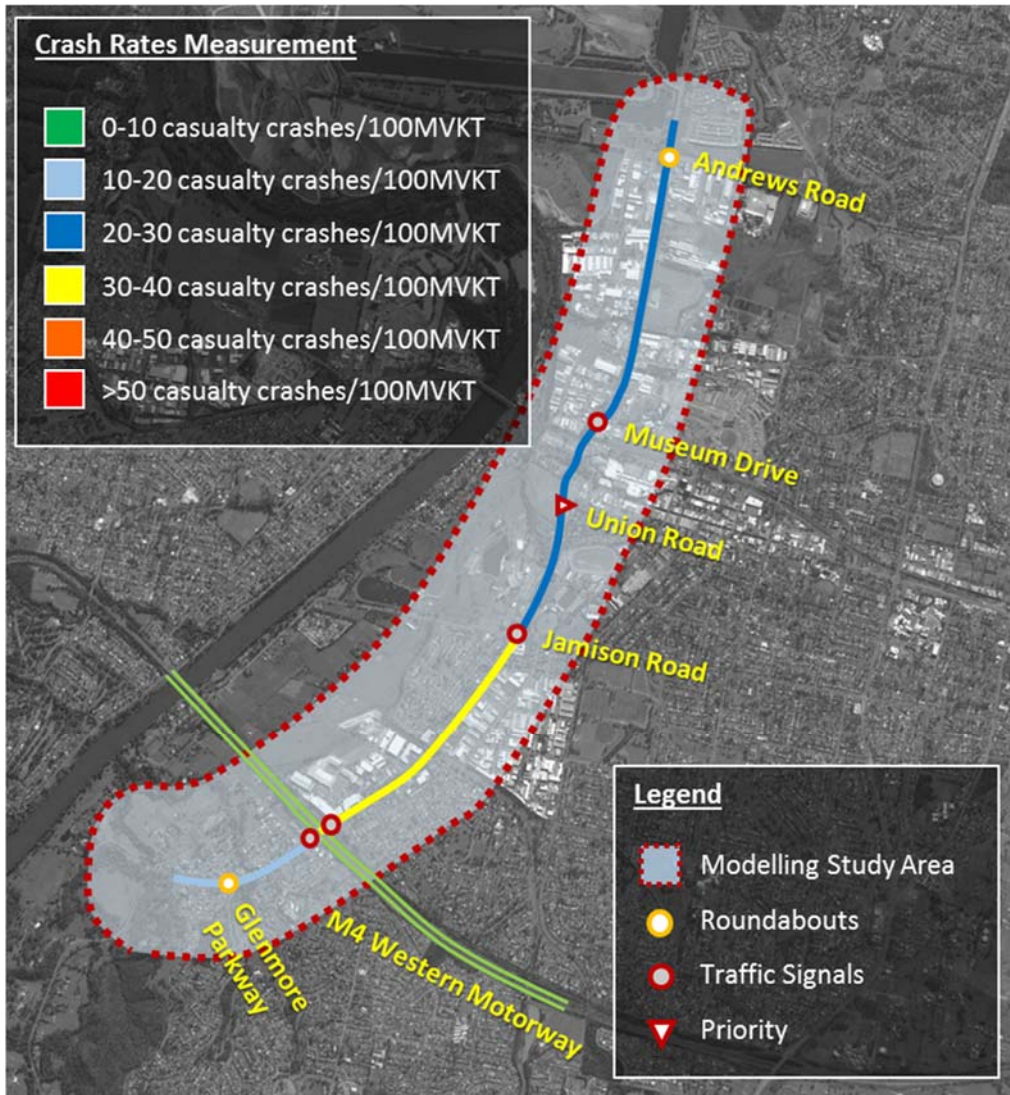 Crash Rates Measurement
0-10 casualty crashes/100MVKT
10-20 casualty crashes/100MVKT
20-30 casualty crashes/100MVKT
30-40 casualty crashes/100MVKT
40-50 casualty crashes/100MVKT
>50 casualty crashes/100MVKT
Andrews Road
Museum Drive
Union Road
Jamison Road
Glenmore
Parkway
M4 Western Motorway
Legend
Modelling Study Area
Roundabouts
Traffic Signals
Priority